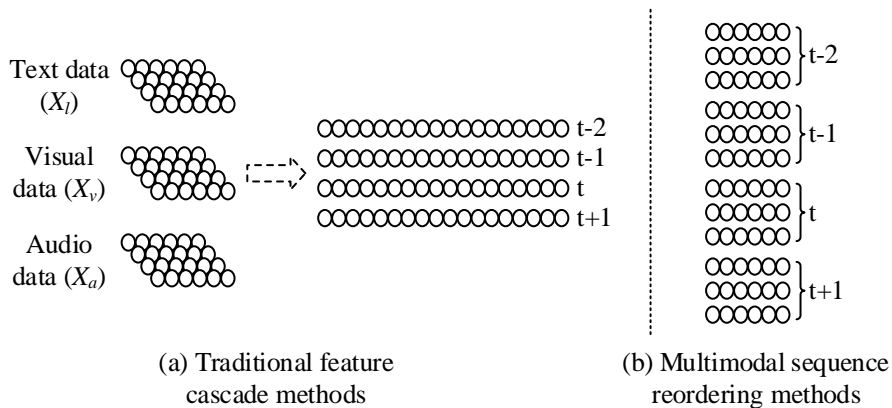 Text data
(Xl)
Visual
data (Xv)
Audio
data (Xa)
t-2
t-1
t
t+1
t-2
t-1
t
t+1
(a) Traditional feature
cascade methods
(b) Multimodal sequence
reordering methods